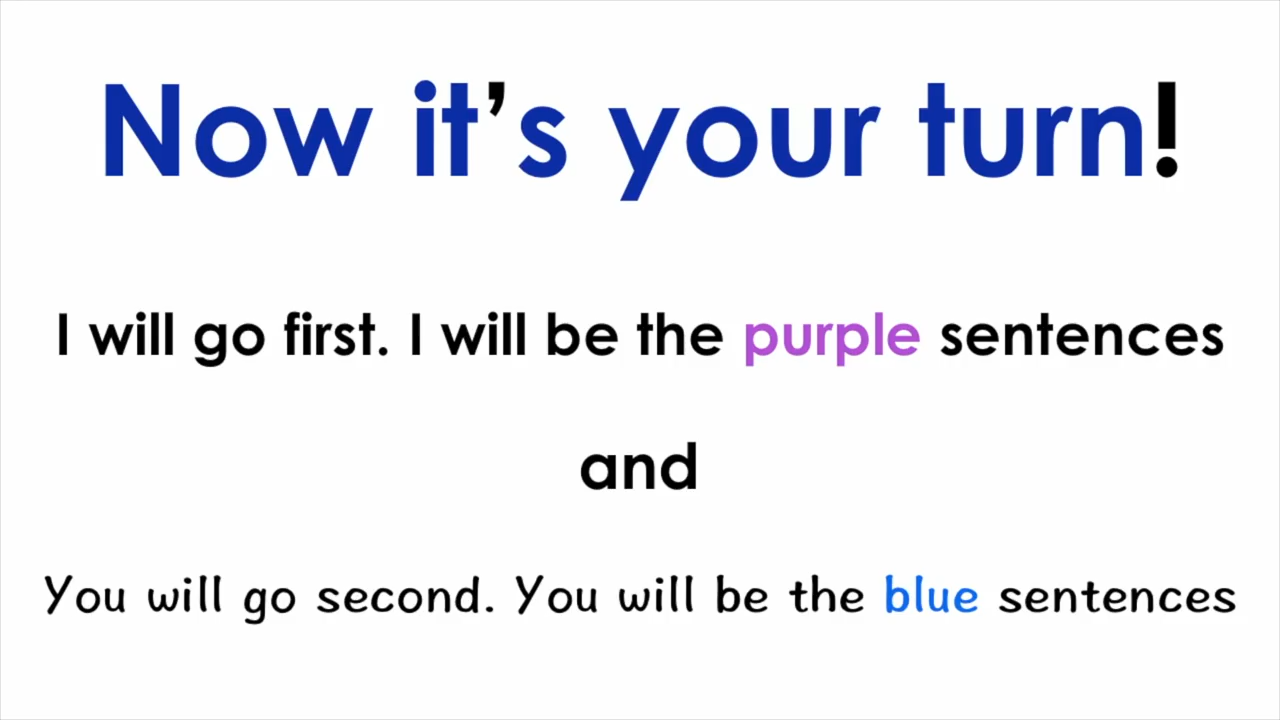 Now it’s your turn!
I will go first. I will be the purple sentences
and
You will go second. You will be the blue sentences